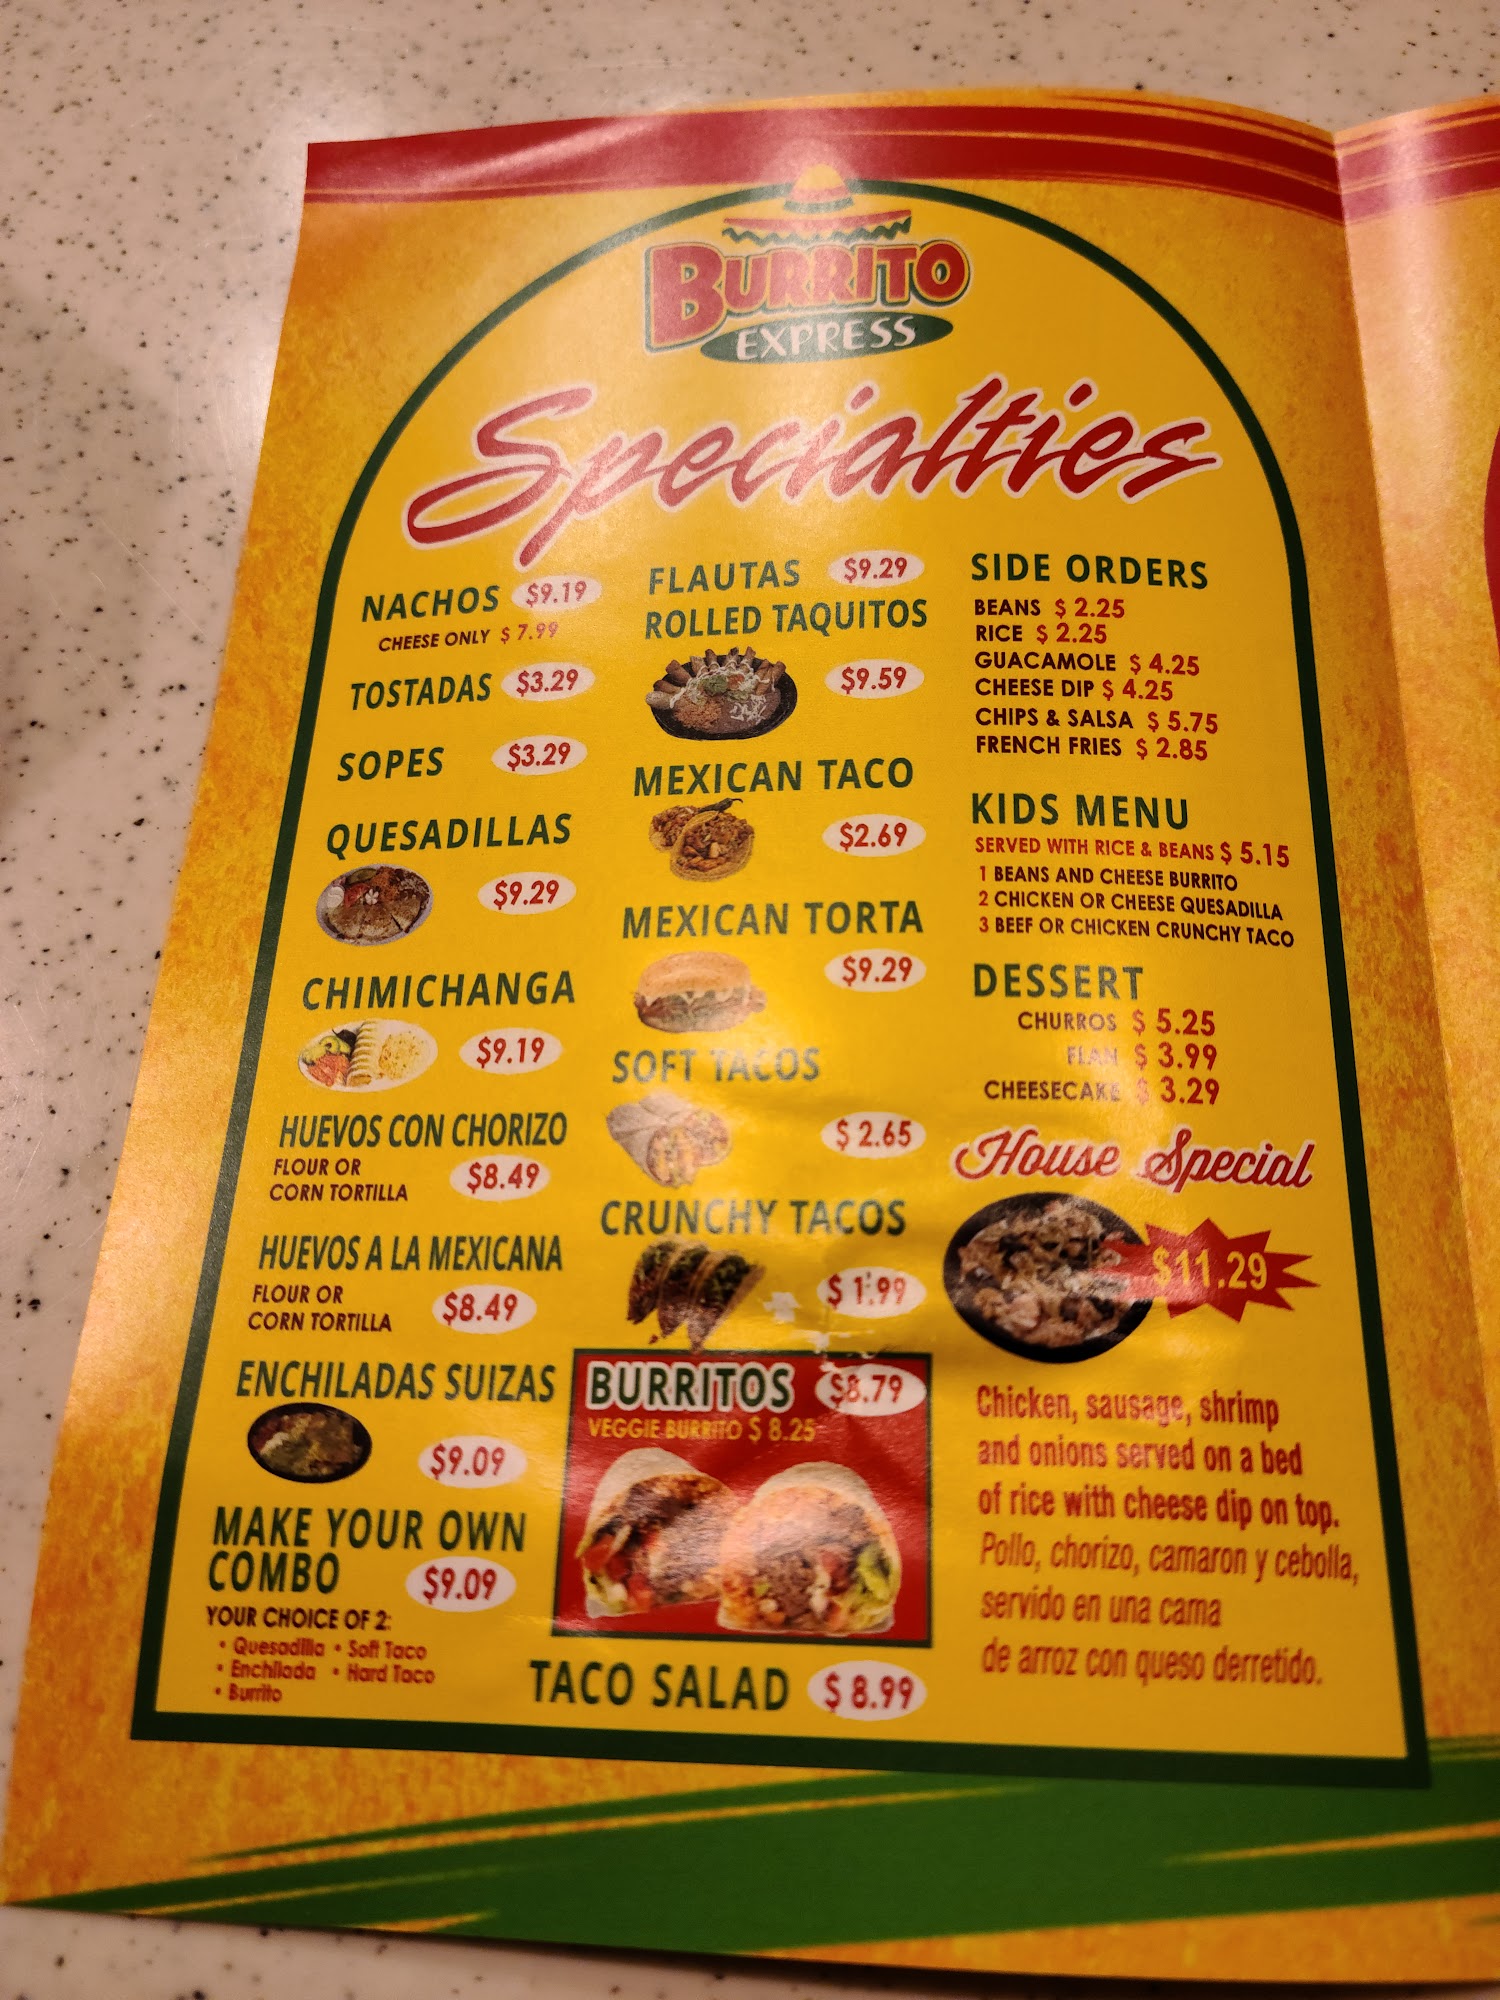 BURRITO
EXPRESS
Specialties
NACHOS $9.19
CHEESE ONLY $ 7.99
TOSTADAS $3.29
SOPES $3.29
QUESADILLAS
$9.29
CHIMICHANGA
$9.19
HUEVOS CON CHORIZO
FLOUR OR
CORN TORTILLA
$8.49
HUEVOS A LA MEXICANA
FLOUR OR
CORN TORTILLA
$8.49
ENCHILADAS SUIZAS
$9.09
MAKE YOUR OWN
COMBO $9.09
YOUR CHOICE OF 2:
• Quesadilla • Soft Taco
• Enchilada • Hard Taco
• Burrito
FLAUTAS $9.29
ROLLED TAQUITOS
$9.59
MEXICAN TACO
$2.69
MEXICAN TORTA
$9.29
SOFT TACOS
$ 2.65
CRUNCHY TACOS
$ 1.99
BURRITOS $8.79
VEGGIE BURRITO $ 8.25
TACO SALAD $ 8.99
SIDE ORDERS
BEANS $ 2.25
RICE $ 2.25
GUACAMOLE $ 4.25
CHEESE DIP $ 4.25
CHIPS & SALSA $ 5.75
FRENCH FRIES $ 2.85
KIDS MENU
SERVED WITH RICE & BEANS $ 5.15
1 BEANS AND CHEESE BURRITO
2 CHICKEN OR CHEESE QUESADILLA
3 BEEF OR CHICKEN CRUNCHY TACO
DESSERT
CHURROS $ 5.25
FLAN $ 3.99
CHEESECAKE $ 3.29
House Special
$11.29
Chicken, sausage, shrimp
and onions served on a bed
of rice with cheese dip on top.
Pollo, chorizo, camaron y cebolla,
servido en una cama
de arroz con queso derretido.